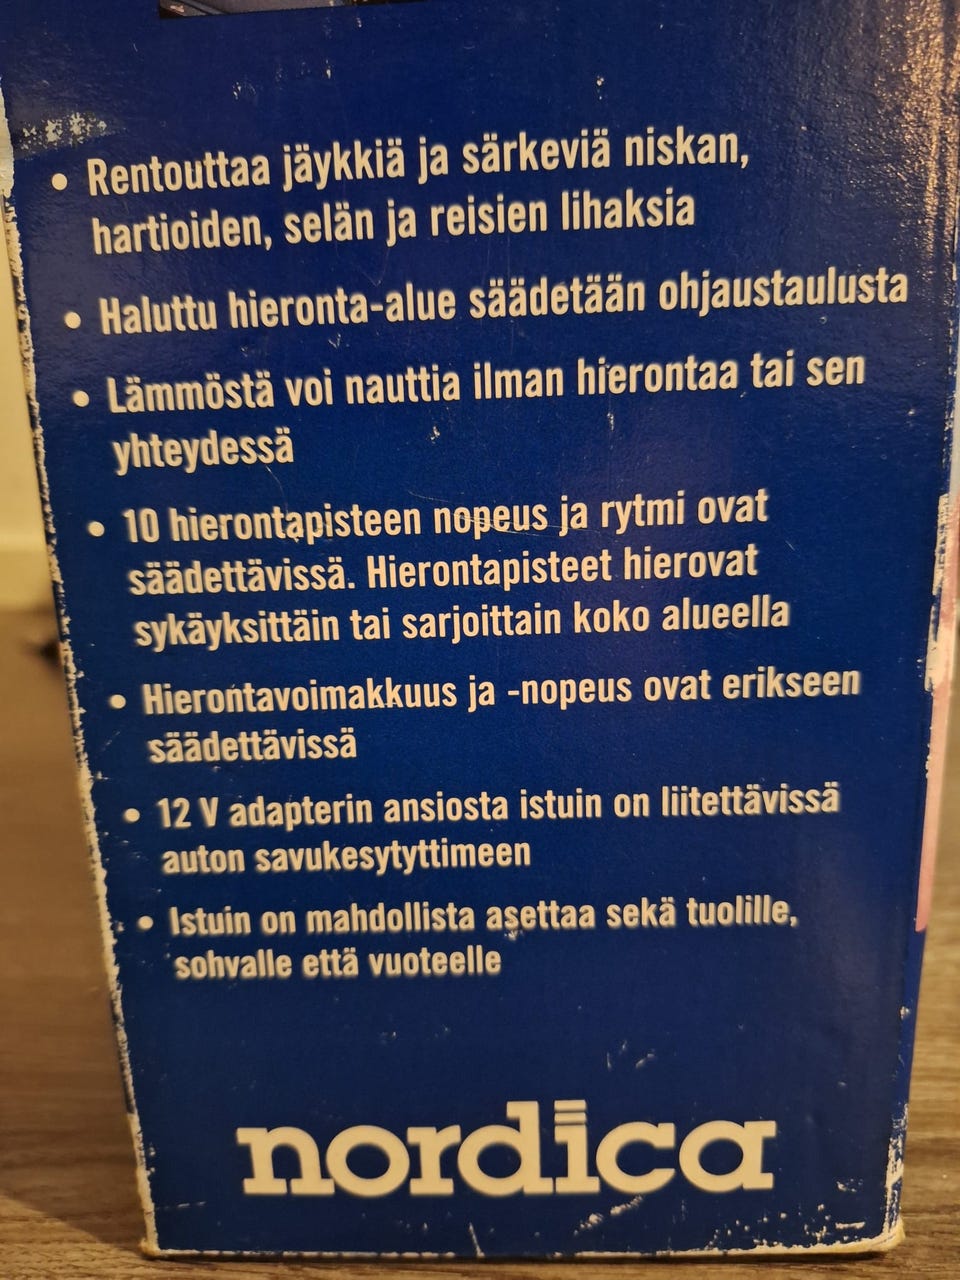 • Rentouttaa jäykkiä ja särkeviä niskan,
hartioiden, selän ja reisien lihaksia
• Haluttu hieronta-alue säädetään ohjaustaulusta
• Lämmöstä voi nauttia ilman hierontaa tai sen
yhteydessä
• 10 hierontapisteen nopeus ja rytmi ovat
säädettävissä. Hierontapisteet hierovat
sykäyksittäin tai sarjoittain koko alueella
• Hierontavoimakkuus ja -nopeus ovat erikseen
säädettävissä
• 12 V adapterin ansiosta istuin on liitettävissä
auton savukesytyttimeen
• Istuin on mahdollista asettaa sekä tuolille,
sohvalle että vuoteelle
nordica